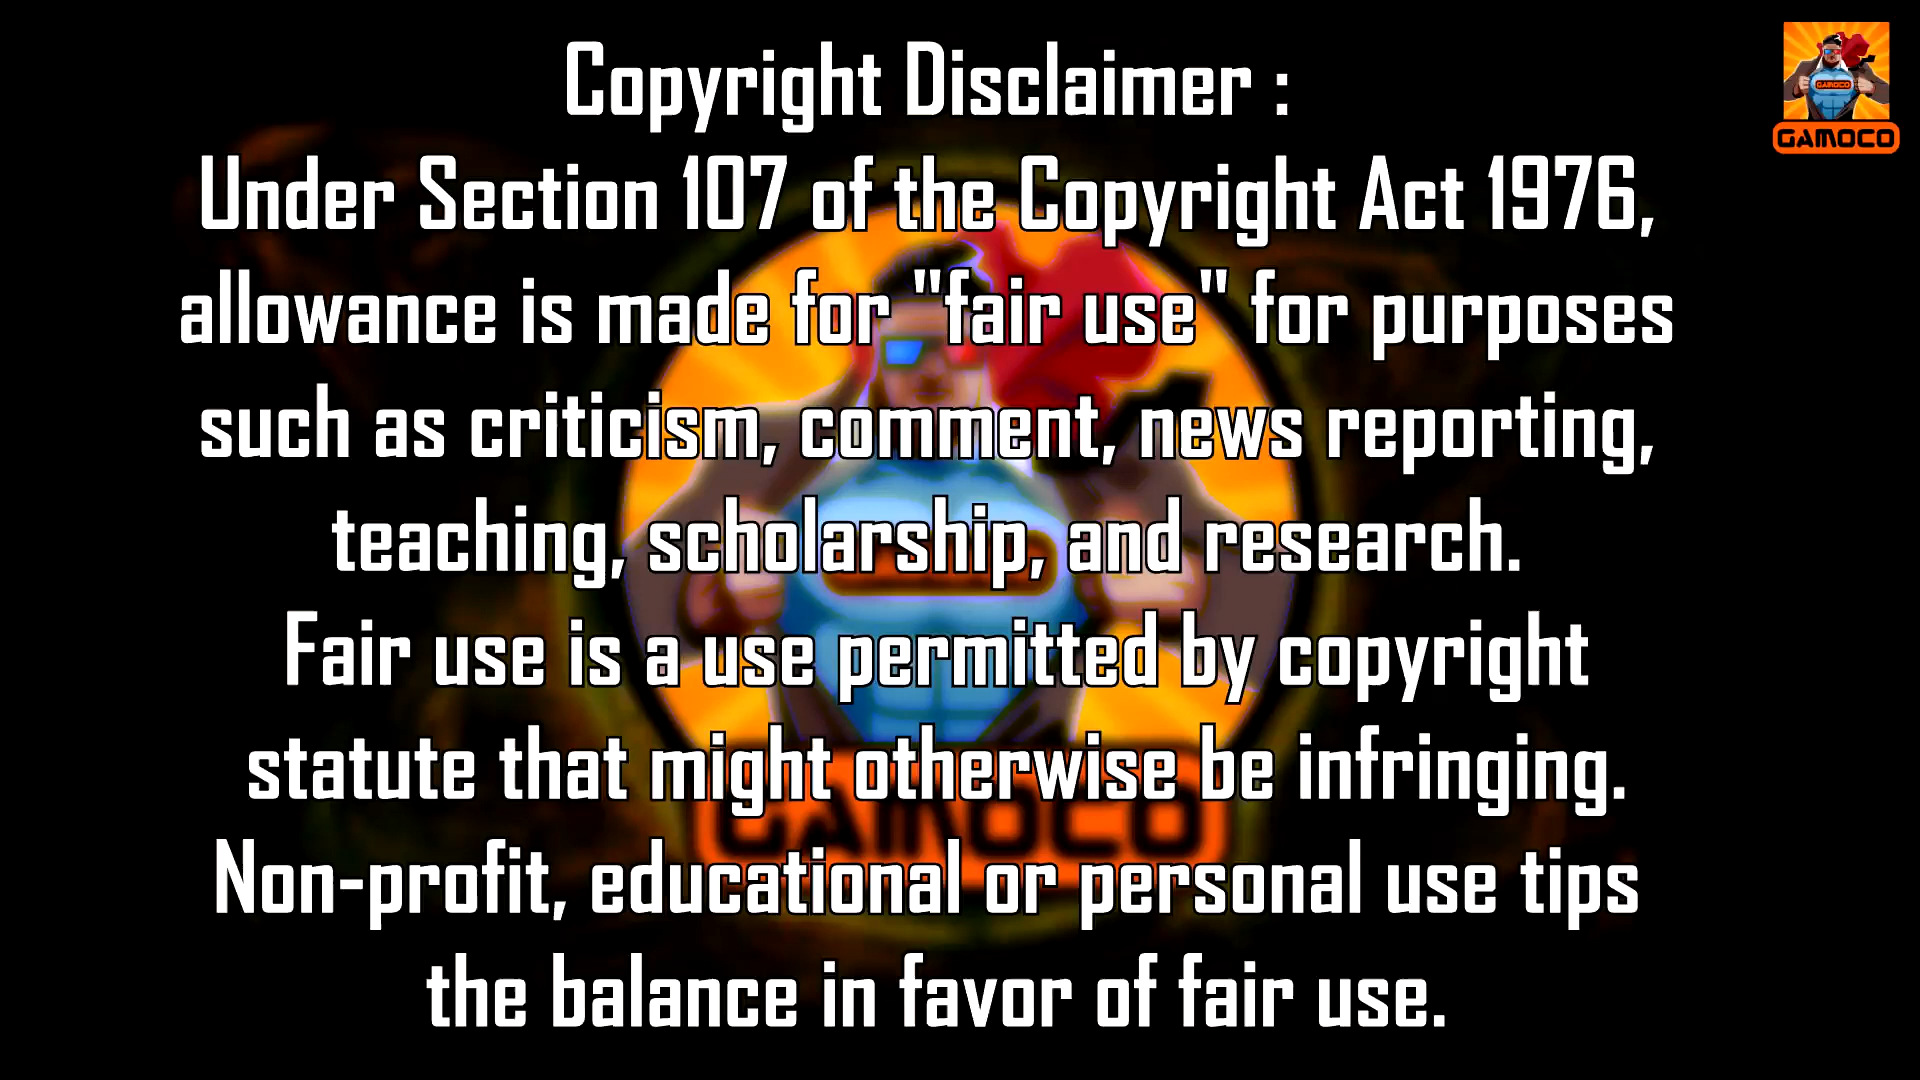 Copyright Disclaimer :
Under Section 107 of the Copyright Act 1976,
allowance is made for "fair use" for purposes
such as criticism, comment, news reporting,
teaching, scholarship, and research.
Fair use is a use permitted by copyright
statute that might otherwise be infringing.
Non-profit, educational or personal use tips
the balance in favor of fair use.
GAMOCO
GAMOCO
GAMOCO